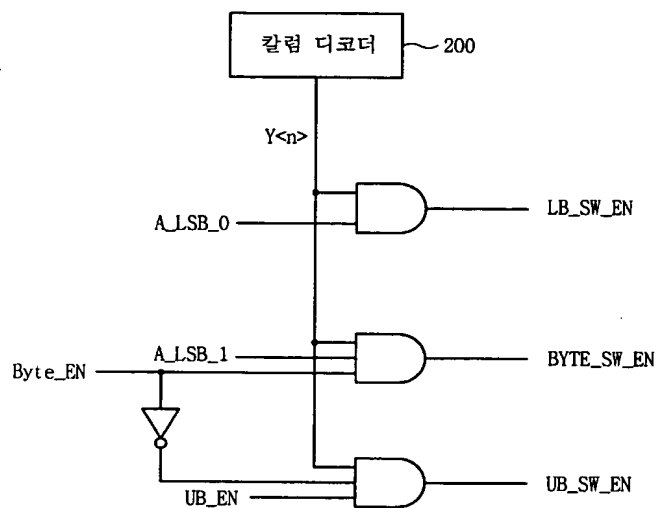 칼럼 디코더
200
Y<n>
A_LSB_0
LB_SW_EN
A_LSB_1
Byte_EN
BYTE_SW_EN
UB_EN
UB_SW_EN